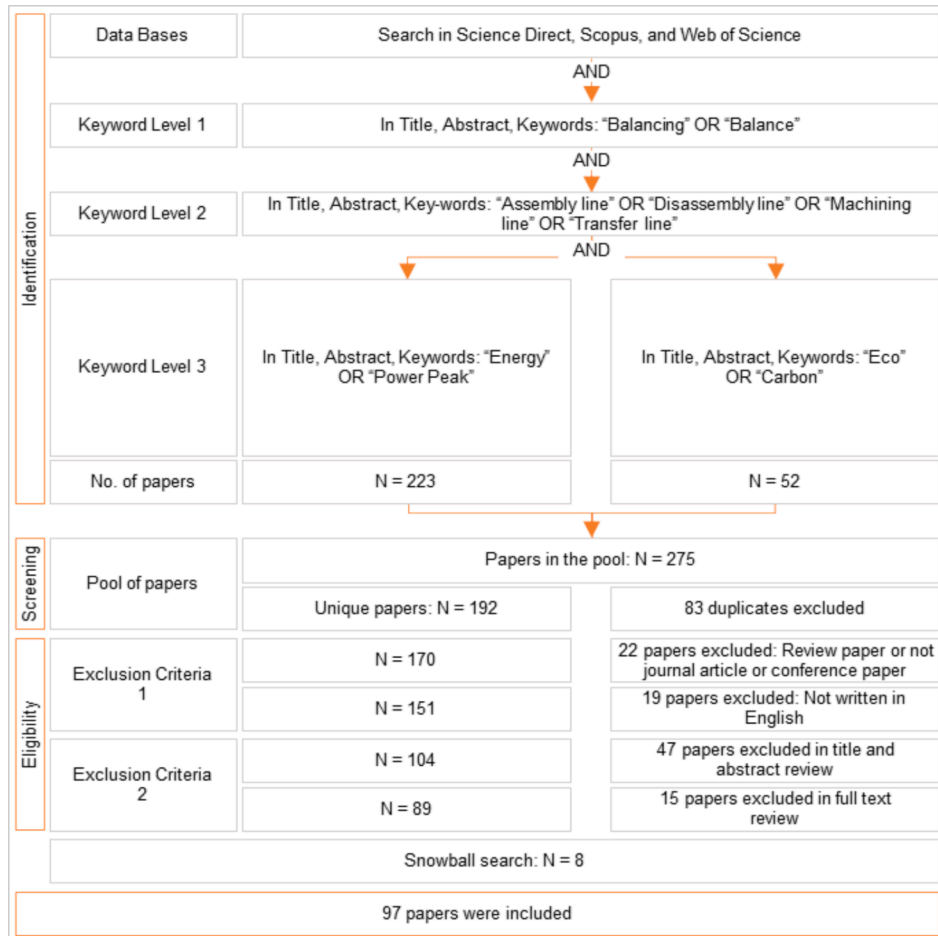 Data Bases
Search in Science Direct, Scopus, and Web of Science
AND
Keyword Level 1
In Title, Abstract, Keywords: “Balancing” OR “Balance”
AND
Keyword Level 2
In Title, Abstract, Key-words: “Assembly line” OR “Disassembly line” OR “Machining
line” OR “Transfer line”
AND
Identification
Keyword Level 3
In Title, Abstract, Keywords: “Energy”
OR “Power Peak”
In Title, Abstract, Keywords: “Eco”
OR “Carbon”
No. of papers
N = 223
N = 52
Screening
Pool of papers
Papers in the pool: N = 275
Unique papers: N = 192
83 duplicates excluded
Eligibility
Exclusion Criteria
1
N = 170
22 papers excluded: Review paper or not
journal article or conference paper
N = 151
19 papers excluded: Not written in
English
Exclusion Criteria
2
N = 104
47 papers excluded in title and
abstract review
N = 89
15 papers excluded in full text
review
Snowball search: N = 8
97 papers were included